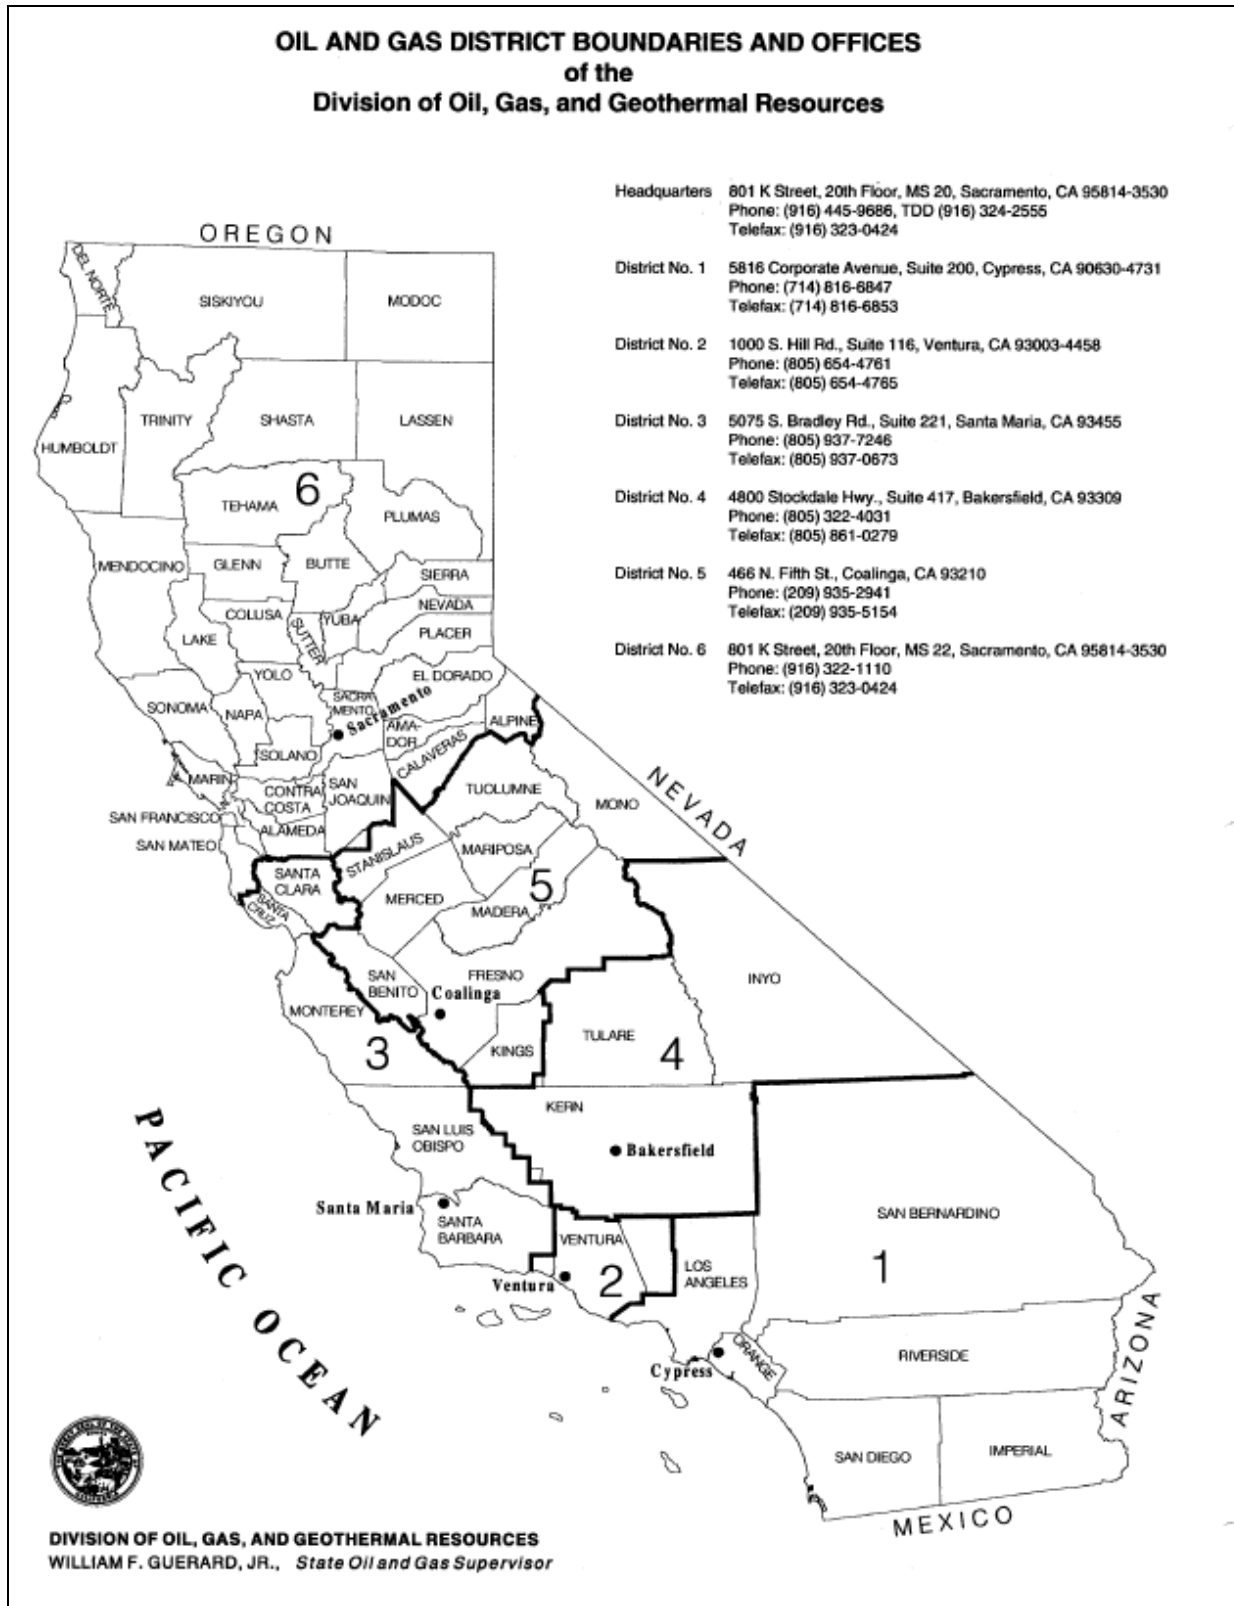 OIL AND GAS DISTRICT BOUNDARIES AND OFFICES
of the
Division of Oil, Gas, and Geothermal Resources
Headquarters 801 K Street, 20th Floor, MS 20, Sacramento, CA 95814-3530
Phone: (916) 445-9686, TDD (916) 324-2555
Telefax: (916) 323-0424
District No. 1 5816 Corporate Avenue, Suite 200, Cypress, CA 90630-4731
Phone: (714) 816-6847
Telefax: (714) 816-6853
District No. 2 1000 S. Hill Rd., Suite 116, Ventura, CA 93003-4458
Phone: (805) 654-4761
Telefax: (805) 654-4765
District No. 3 5075 S. Bradley Rd., Suite 221, Santa Maria, CA 93455
Phone: (805) 937-7246
Telefax: (805) 937-0673
District No. 4 4800 Stockdale Hwy., Suite 417, Bakersfield, CA 93309
Phone: (805) 322-4031
Telefax: (805) 861-0279
District No. 5 466 N. Fifth St., Coalinga, CA 93210
Phone: (209) 935-2941
Telefax: (209) 935-5154
District No. 6 801 K Street, 20th Floor, MS 22, Sacramento, CA 95814-3530
Phone: (916) 322-1110
Telefax: (916) 323-0424
OREGON
DEL NORTE
SISKIYOU
MODOC
HUMBOLDT
TRINITY
SHASTA
LASSEN
TEHAMA
6
PLUMAS
MENDOCINO
GLENN
BUTTE
SIERRA
NEVADA
COLUSA
SUTTER
YUBA
PLACER
LAKE
YOLO
EL DORADO
SONOMA
NAPA
SACRA
MENTO
Sacramento
AMA-
DOR
ALPINE
SOLANO
CALAVERAS
MARIN
CONTRA
COSTA
SAN
JOAQUIN
TUOLUMNE
MONO
NEVADA
SAN FRANCISCO
ALAMEDA
SAN MATEO
STANISLAUS
MARIPOSA
SANTA
CLARA
SANTA
CRUZ
MERCED
5
MADERA
SAN
BENITO
FRESNO
INYO
Coalinga
MONTEREY
3
KINGS
TULARE
4
KERN
SAN LUIS
OBISPO
Bakersfield
PACIFIC OCEAN
Santa Maria
SANTA
BARBARA
VENTURA
SAN BERNARDINO
LOS
ANGELES
1
Ventura
2
ORANGE
Cypress
RIVERSIDE
ARIZONA
SAN DIEGO
IMPERIAL
MEXICO
DIVISION OF OIL, GAS, AND GEOTHERMAL RESOURCES
WILLIAM F. GUERARD, JR., State Oil and Gas Supervisor